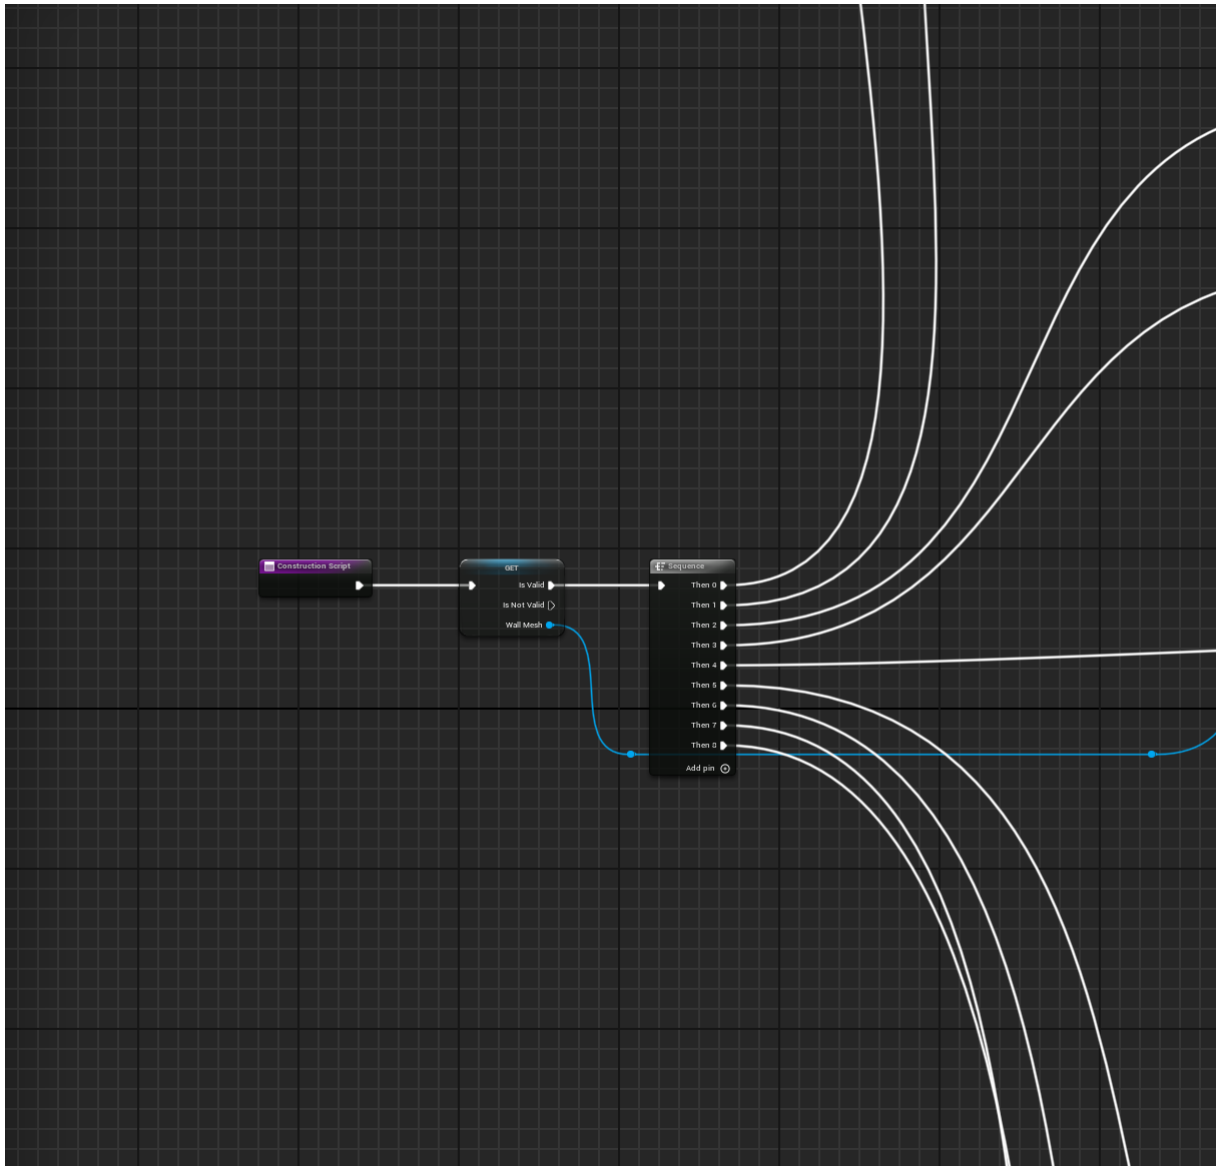 Construction Script
GET
Is Valid
Is Not Valid
Wall Mesh
Sequence
Then 0
Then 1
Then 2
Then 3
Then 4
Then 5
Then 6
Then 7
Then 8
Add pin